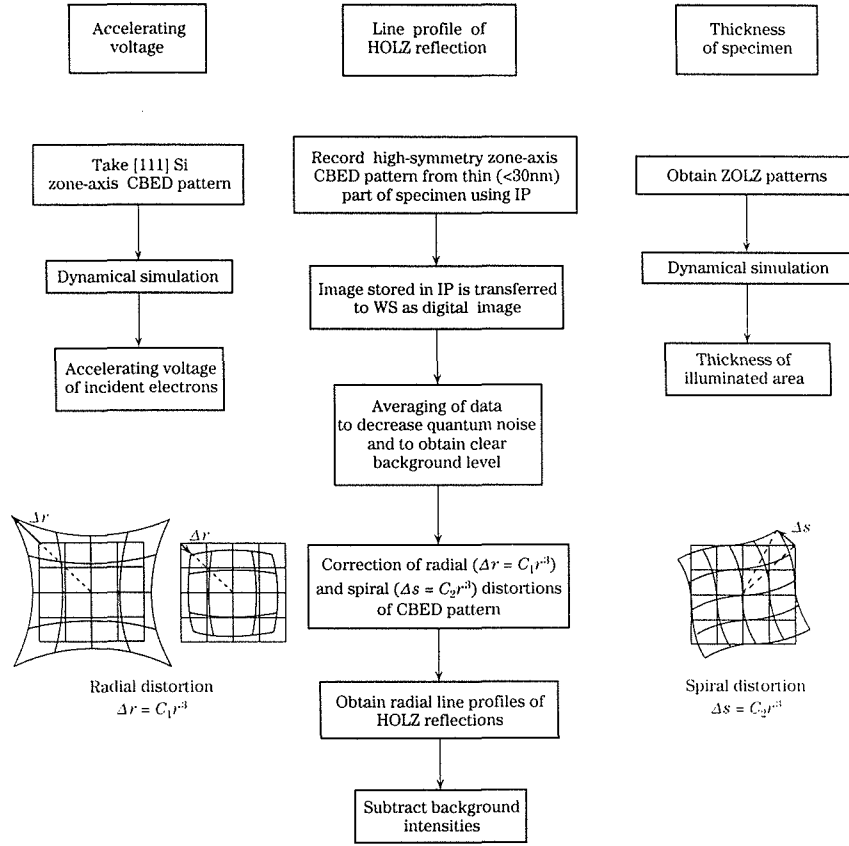 Accelerating
voltage
Line profile of
HOLZ reflection
Thickness
of specimen
Take [111] Si
zone-axis CBED pattern
Record high-symmetry zone-axis
CBED pattern from thin (<30nm)
part of specimen using IP
Obtain ZOLZ patterns
Dynamical simulation
Image stored in IP is transferred
to WS as digital image
Dynamical simulation
Accelerating voltage
of incident electrons
Thickness of
illuminated area
Averaging of data
to decrease quantum noise
and to obtain clear
background level
Δr
Δr
Correction of radial (Δr = C₁r³)
and spiral (Δs = C₂r³) distortions
of CBED pattern
Δs
Radial distortion
Δr = C₁r³
Spiral distortion
Δs = C₂r³
Obtain radial line profiles of
HOLZ reflections
Subtract background
intensities